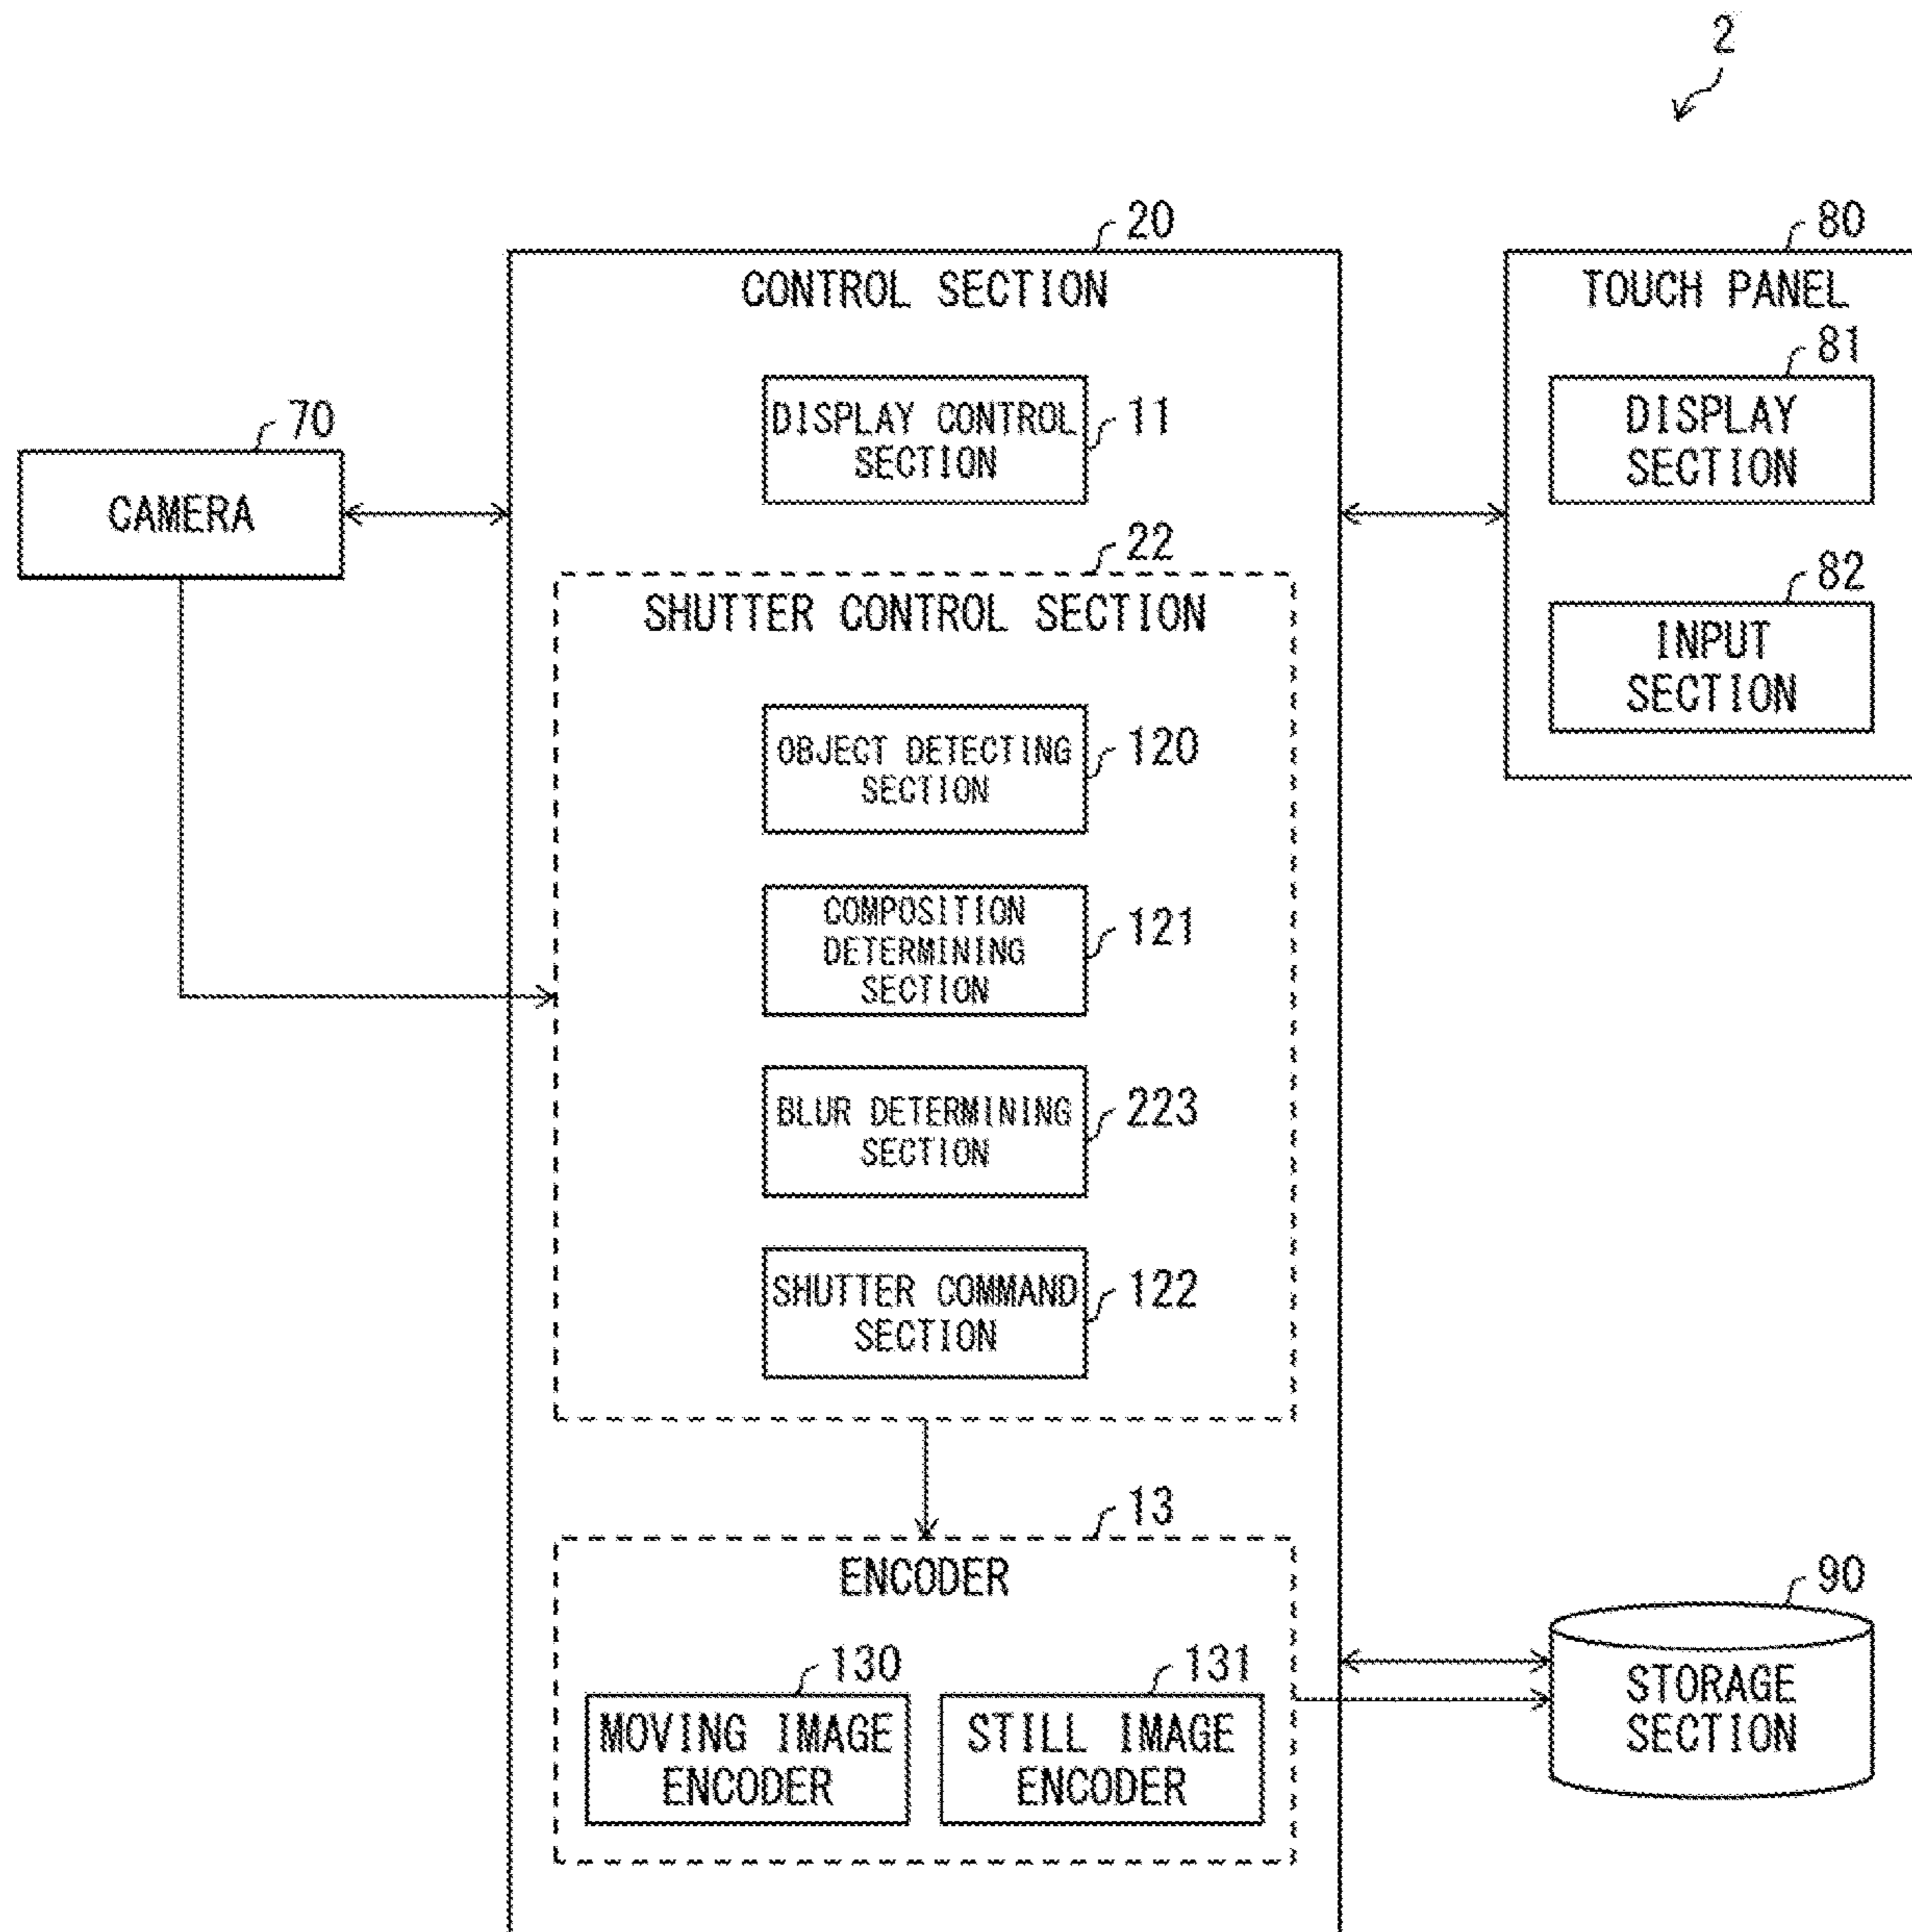 2
20
CONTROL SECTION
11
DISPLAY CONTROL
SECTION
70
CAMERA
80
TOUCH PANEL
81
DISPLAY
SECTION
82
INPUT
SECTION
22
SHUTTER CONTROL SECTION
120
OBJECT DETECTING
SECTION
121
COMPOSITION
DETERMINING
SECTION
223
BLUR DETERMINING
SECTION
122
SHUTTER COMMAND
SECTION
13
ENCODER
130
MOVING IMAGE
ENCODER
131
STILL IMAGE
ENCODER
90
STORAGE
SECTION